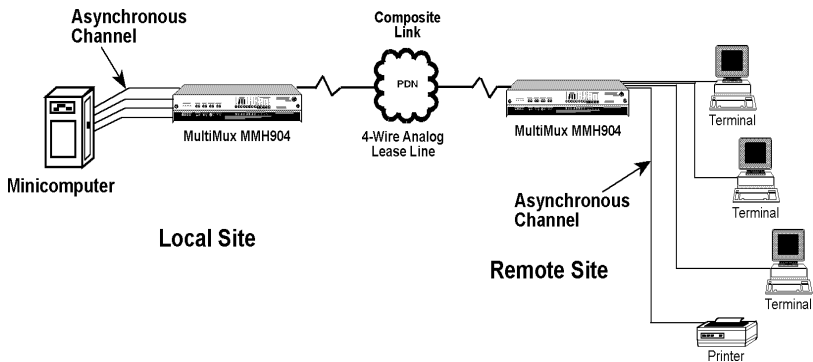 Asynchronous
Channel
Composite
Link
PDN
4-Wire Analog
Lease Line
MultiMux MMH904
MultiMux MMH904
Minicomputer
Local Site
Asynchronous
Channel
Remote Site
Terminal
Terminal
Terminal
Printer